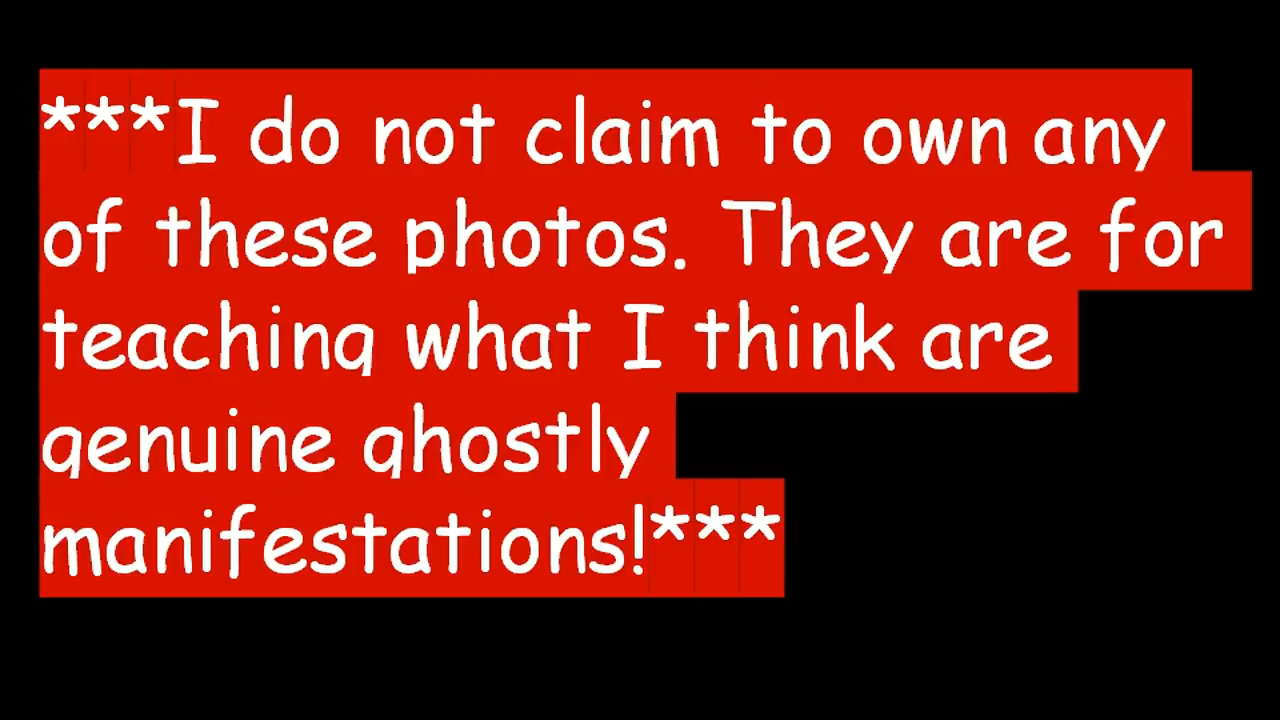 ***I do not claim to own any
of these photos. They are for
teaching what I think are
genuine ghostly
manifestations!***